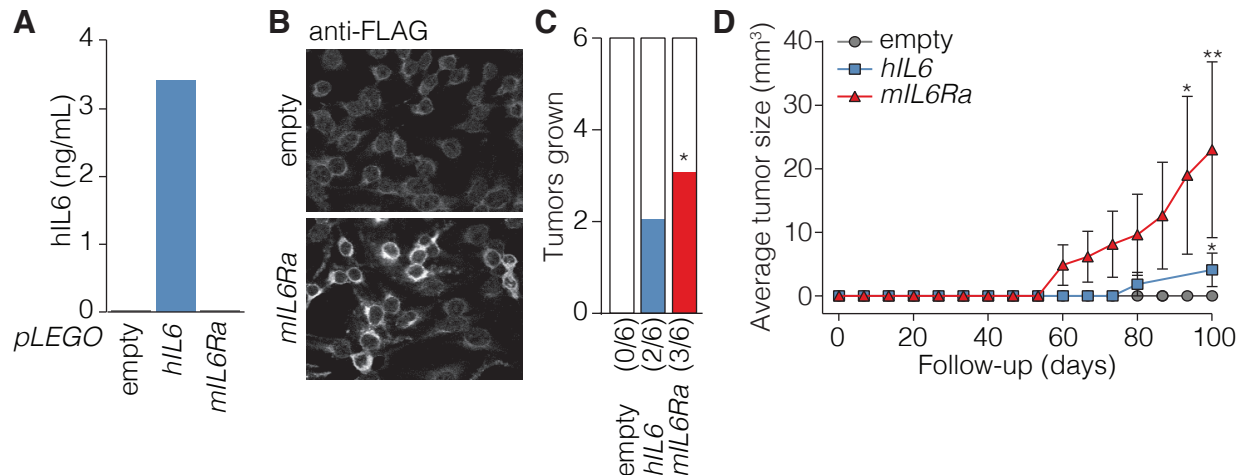 A
hIL6 (ng/mL)
4
3
2
1
0
pLEGO
empty
hIL6
mIL6Ra
B
anti-FLAG
empty
mIL6Ra
C
Tumors grown
6
4
2
0
*
(0/6)
(2/6)
(3/6)
empty
hIL6
mIL6Ra
D
Average tumor size (mm³)
40
30
20
10
0
empty
hIL6
mIL6Ra
*
**
*
0 20 40 60 80 100
Follow-up (days)